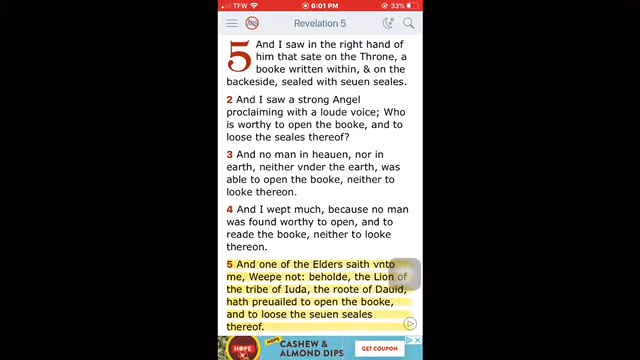 TFW 6:01 PM 33%
Revelation 5
5 And I saw in the right hand of
him that sate on the Throne, a
booke written within, & on the
backeside, sealed with seuen seales.
2 And I saw a strong Angel
proclaming with a loude voice; Who
is worthy to open the booke, and to
loose the seales thereof?
3 And no man in heauen, nor in
earth, neither vnder the earth, was
able to open the booke, neither to
looke thereon.
4 And I wept much, because no man
was found worthy to open, and to
reade the booke, neither to looke
thereon.
5 And one of the Elders saith vnto
me, Weepe not: beholde, the Lion of
the tribe of Iuda, the roote of Dauid,
hath preuailed to open the booke,
and to loose the seuen seales
thereof.
HOPE
HOPE
CASHEW &
ALMOND DIPS
GET COUPON